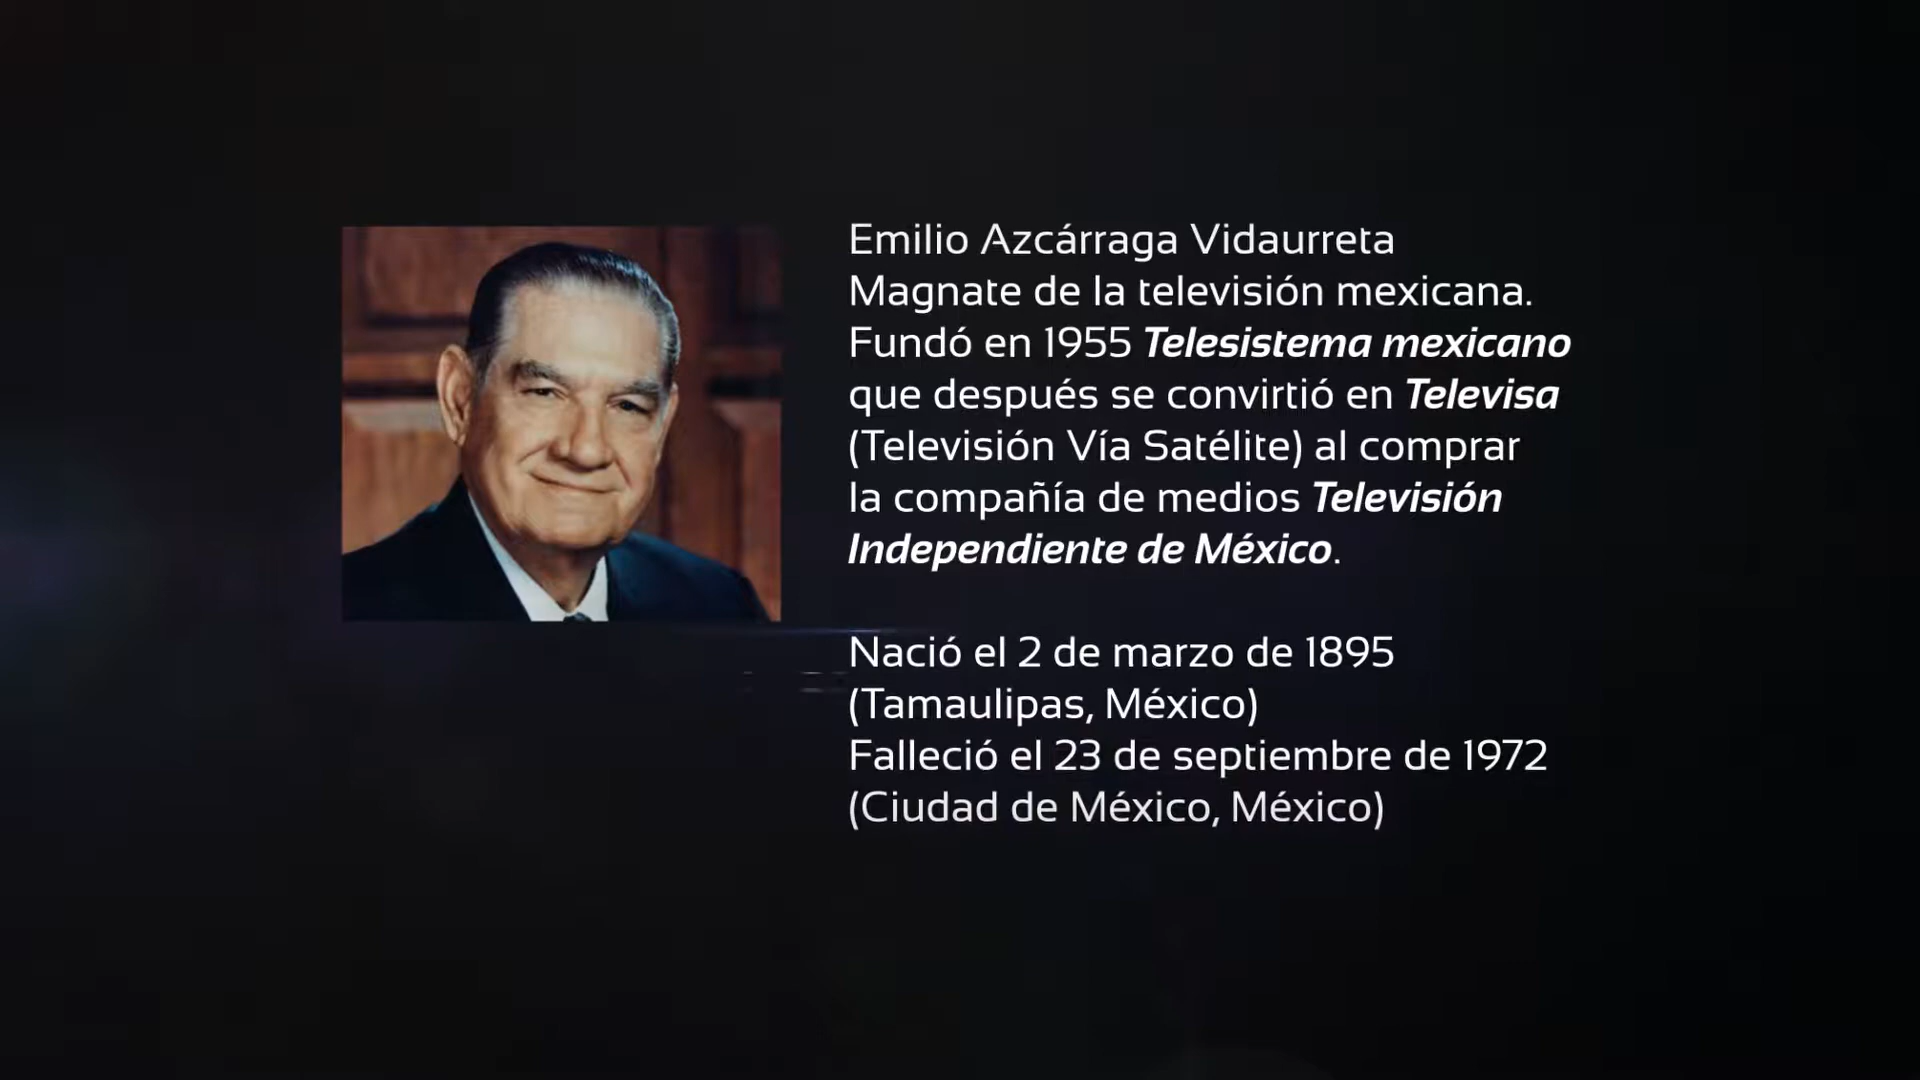 Emilio Azcárraga Vidaurreta
Magnate de la televisión mexicana.
Fundó en 1955 Telesistema mexicano
que después se convirtió en Televisa
(Televisión Vía Satélite) al comprar
la compañía de medios Televisión
Independiente de México.
Nació el 2 de marzo de 1895
(Tamaulipas, México)
Falleció el 23 de septiembre de 1972
(Ciudad de México, México)